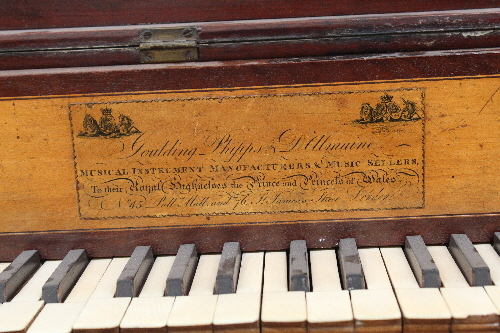 Goulding Phipps & D'Almaine
MUSICAL INSTRUMENT MANUFACTURERS & MUSIC SELLERS,
To their Royal Highnesses the Prince and Princess of Wales,
No. 45 Pall Mall, and 76 St. James's Street London